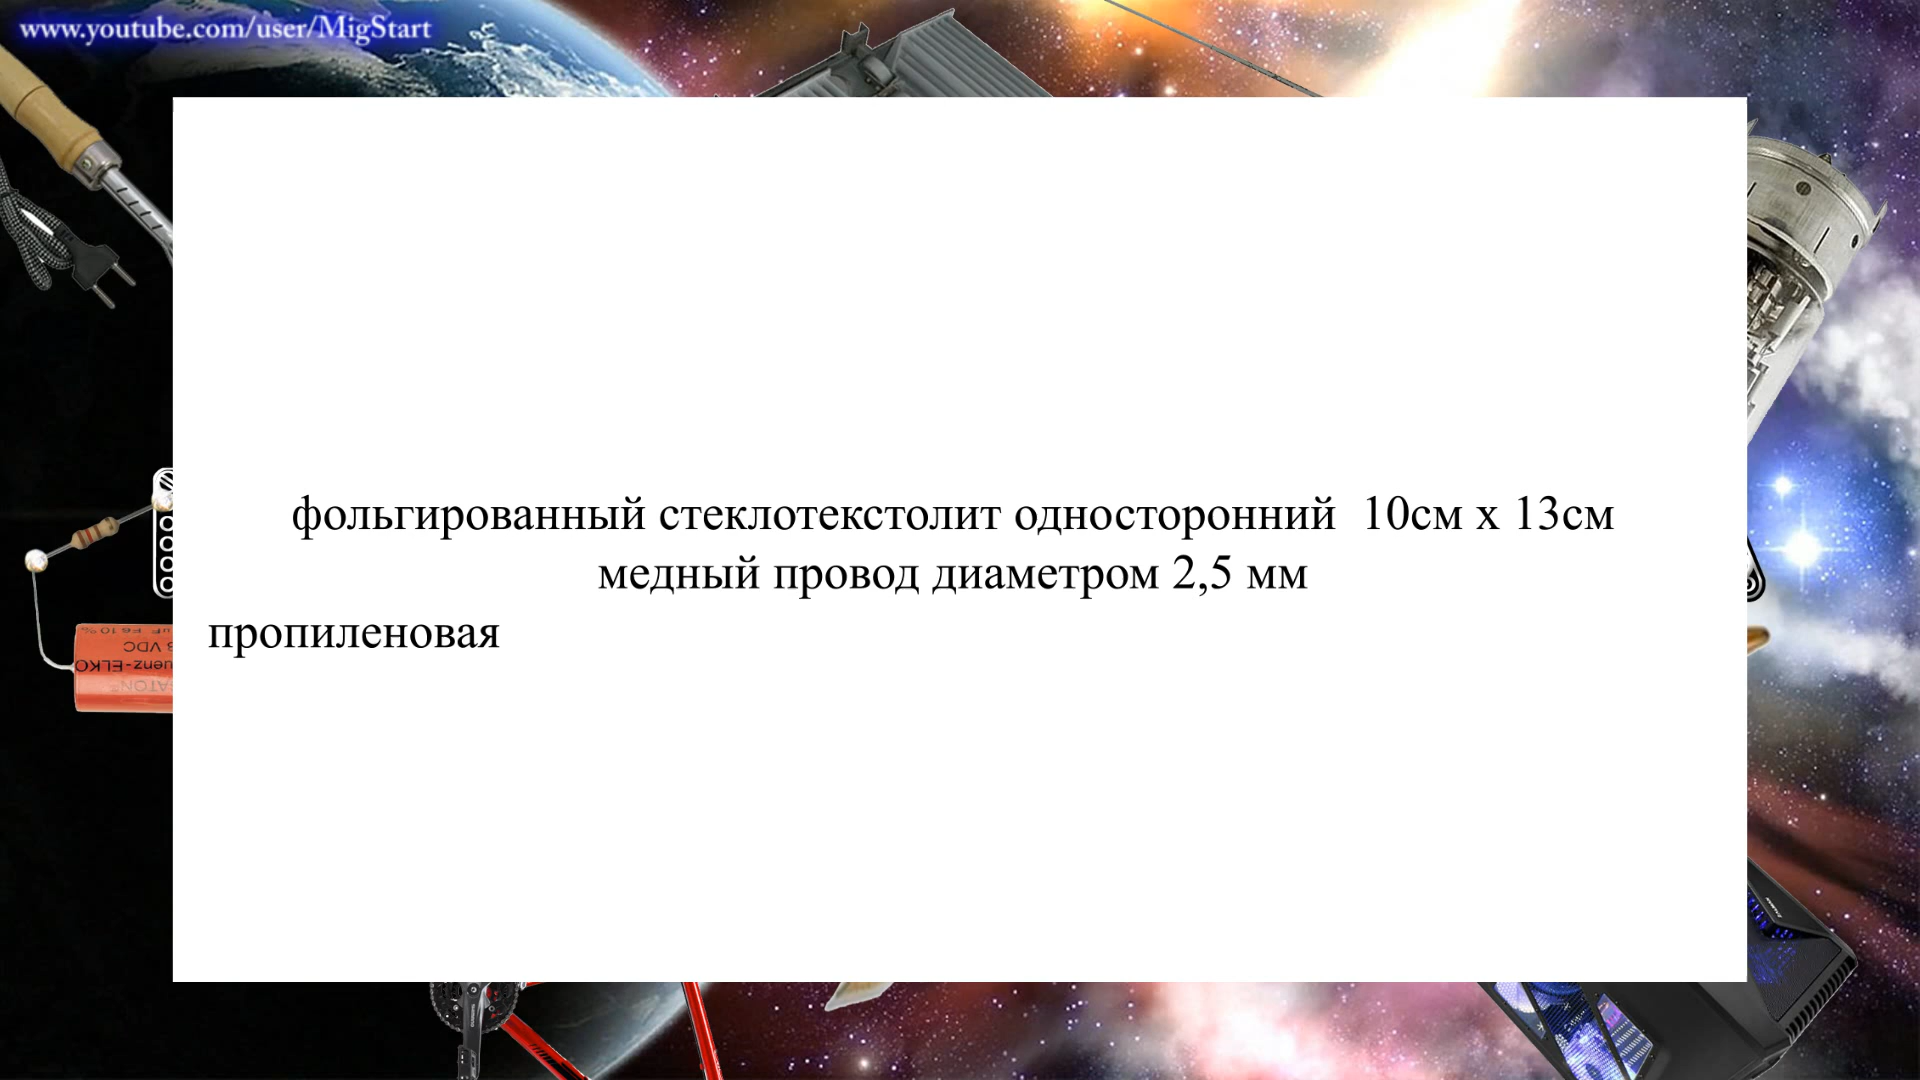 www.youtube.com/user/MigStart
фольгированный стеклотекстолит односторонний  10см х 13см
медный провод диаметром 2,5 мм
пропиленовая